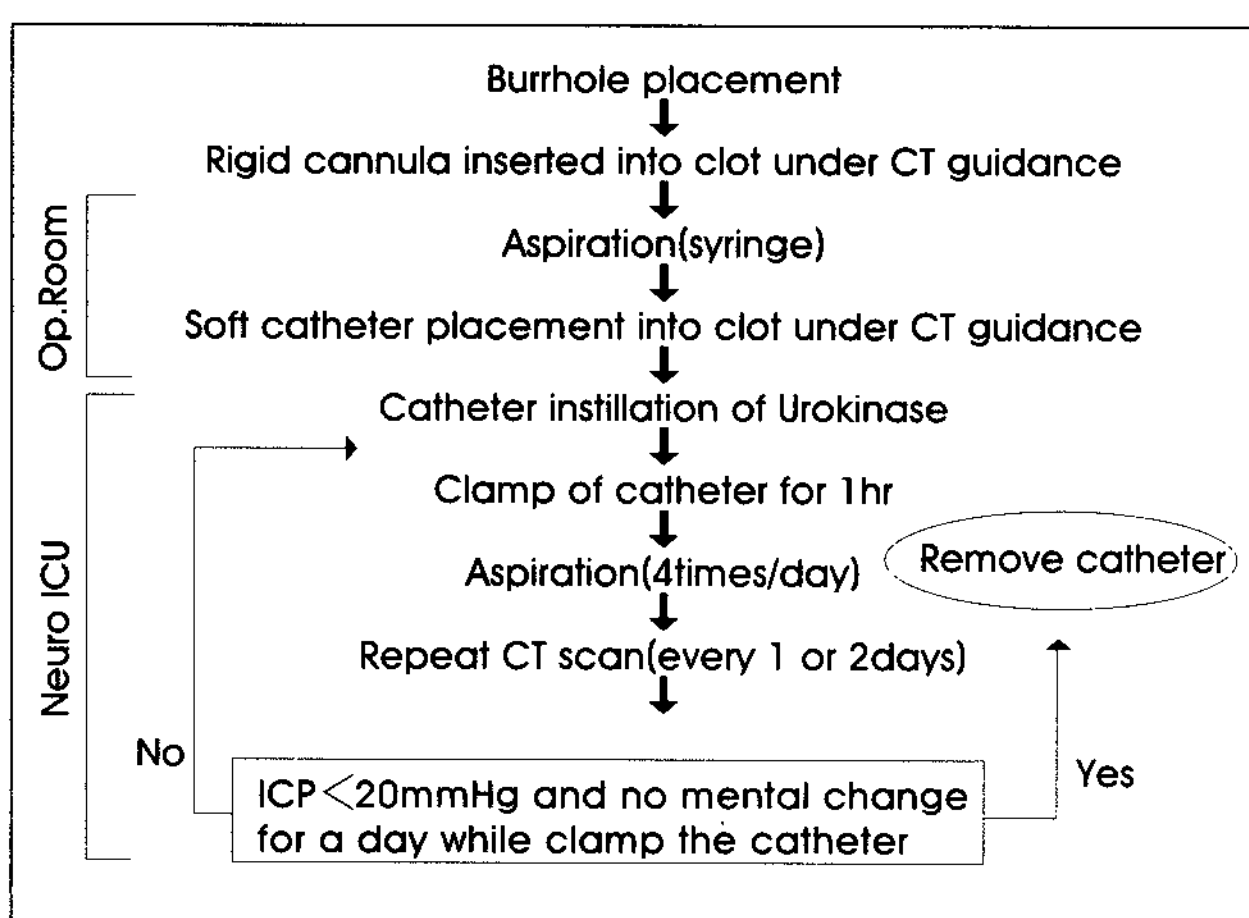 Burrhole placement
Rigid cannula inserted into clot under CT guidance
Op.Room
Aspiration(syringe)
Soft catheter placement into clot under CT guidance
Neuro ICU
Catheter instillation of Urokinase
Clamp of catheter for 1hr
Aspiration(4times/day)
Remove catheter
Repeat CT scan(every 1 or 2days)
No
Yes
ICP<20mmHg and no mental change
for a day while clamp the catheter